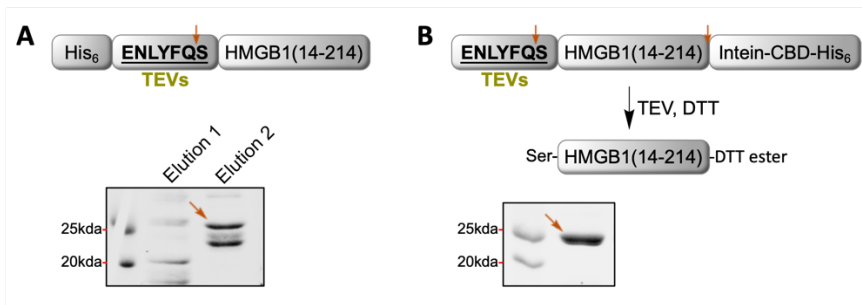 A
His6
ENLYFQS
HMGB1(14-214)
TEVs
Elution 1
Elution 2
25kda
20kda
B
ENLYFQS
HMGB1(14-214)
Intein-CBD-His6
TEVs
TEV, DTT
Ser-
HMGB1(14-214)
-DTT ester
25kda
20kda